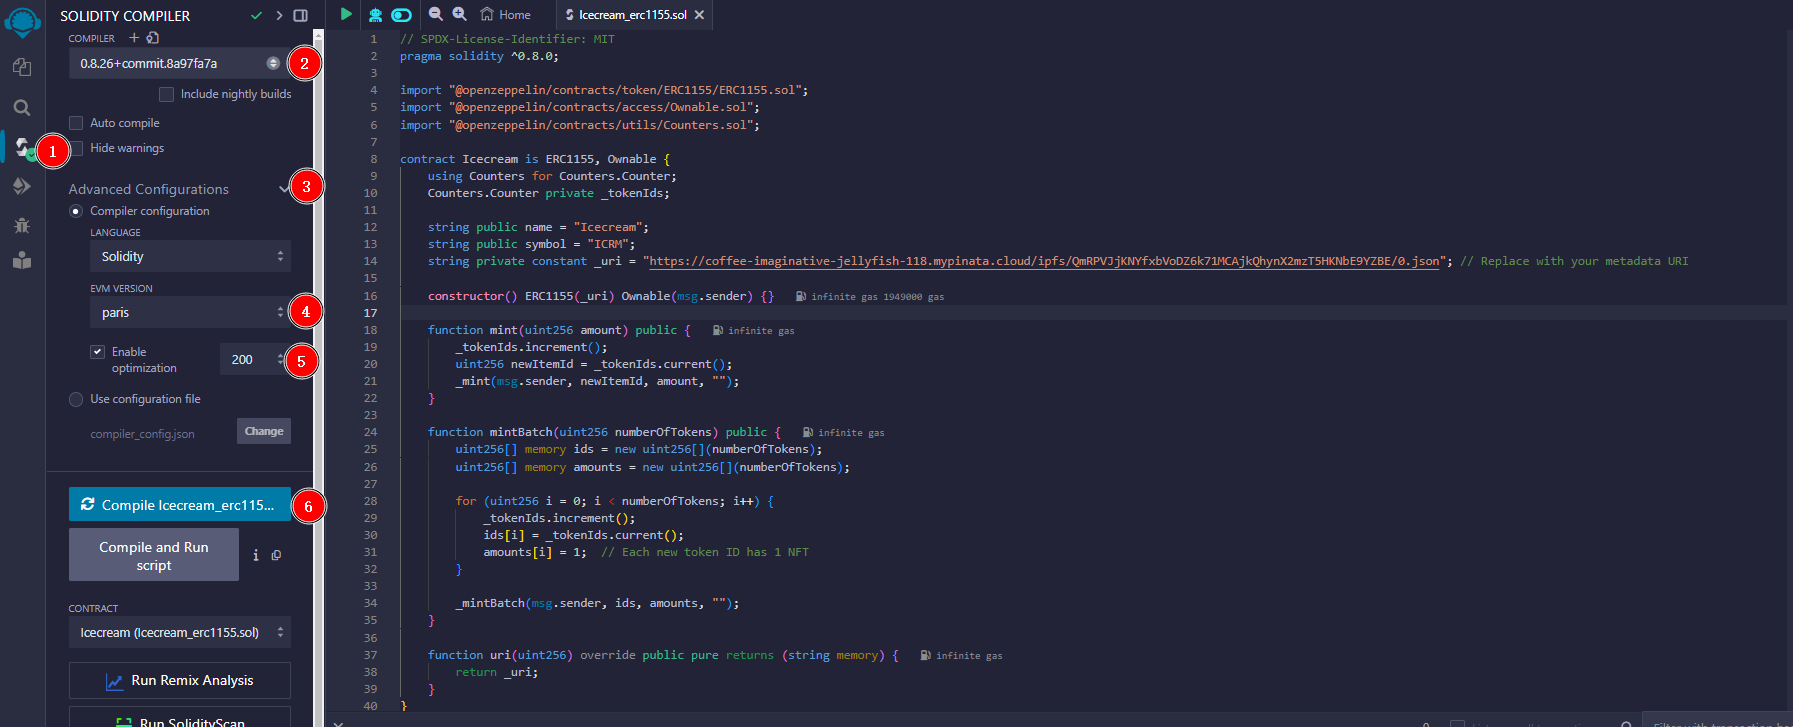 SOLIDITY COMPILER
COMPILER
0.8.26+commit.8a97fa7a
2
Include nightly builds
Auto compile
1
Hide warnings
Advanced Configurations
3
Compiler configuration
LANGUAGE
Solidity
EVM VERSION
paris
4
Enable optimization
200
5
Use configuration file
compiler_config.json
Change
Compile Icecream_erc115...
6
Compile and Run script
CONTRACT
Icecream (Icecream_erc1155.sol)
Run Remix Analysis
Run SolidityScan
Home
Icecream_erc1155.sol
1 // SPDX-License-Identifier: MIT
2 pragma solidity ^0.8.0;
3
4 import "@openzeppelin/contracts/token/ERC1155/ERC1155.sol";
5 import "@openzeppelin/contracts/access/Ownable.sol";
6 import "@openzeppelin/contracts/utils/Counters.sol";
7
8 contract Icecream is ERC1155, Ownable {
9 using Counters for Counters.Counter;
10 Counters.Counter private _tokenIds;
11
12 string public name = "Icecream";
13 string public symbol = "ICRM";
14 string private constant _uri = "https://coffee-imaginative-jellyfish-118.mypinata.cloud/ipfs/QmRPVJjKNYfxbVoDZ6k71MCAjkQhynX2mzT5HKNbE9YZBE/0.json"; // Replace with your metadata URI
15
16 constructor() ERC1155(_uri) Ownable(msg.sender) {} infinite gas 1949000 gas
17
18 function mint(uint256 amount) public { infinite gas
19 _tokenIds.increment();
20 uint256 newItemId = _tokenIds.current();
21 _mint(msg.sender, newItemId, amount, "");
22 }
23
24 function mintBatch(uint256 numberOfTokens) public { infinite gas
25 uint256[] memory ids = new uint256[](numberOfTokens);
26 uint256[] memory amounts = new uint256[](numberOfTokens);
27
28 for (uint256 i = 0; i < numberOfTokens; i++) {
29 _tokenIds.increment();
30 ids[i] = _tokenIds.current();
31 amounts[i] = 1; // Each new token ID has 1 NFT
32 }
33
34 _mintBatch(msg.sender, ids, amounts, "");
35 }
36
37 function uri(uint256) override public pure returns (string memory) { infinite gas
38 return _uri;
39 }
40 }